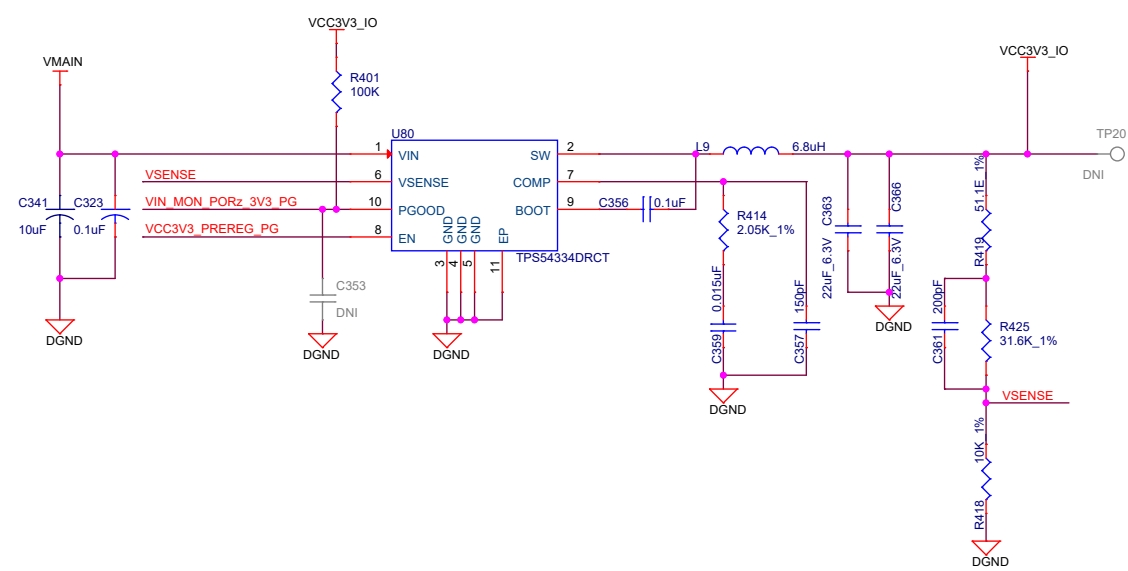 VCC3V3_IO
VMAIN
R401
100K
VCC3V3_IO
TP20
DNI
U80
1
VIN
SW
2
L9
6.8uH
VSENSE
6
VSENSE
COMP
7
VIN_MON_PORz_3V3_PG
10
PGOOD
BOOT
9
C356
0.1uF
VCC3V3_PREREG_PG
8
EN
GND
GND
GND
EP
3
4
5
11
TPS54334DRCT
C341
10uF
C323
0.1uF
C353
DNI
R414
2.05K_1%
C363
22uF_6.3V
C366
22uF_6.3V
51.1E_1%
R419
0.015uF
C359
150pF
C357
200pF
C361
R425
31.6K_1%
VSENSE
10K_1%
R418
DGND
DGND
DGND
DGND
DGND
DGND